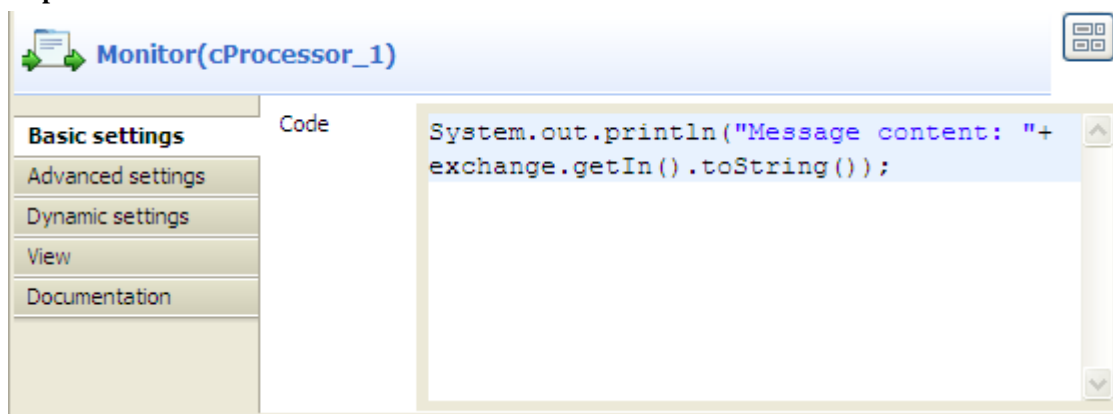 Monitor(cProcessor_1)
Basic settings
Advanced settings
Dynamic settings
View
Documentation
Code
System.out.println("Message content: "+
exchange.getIn().toString());